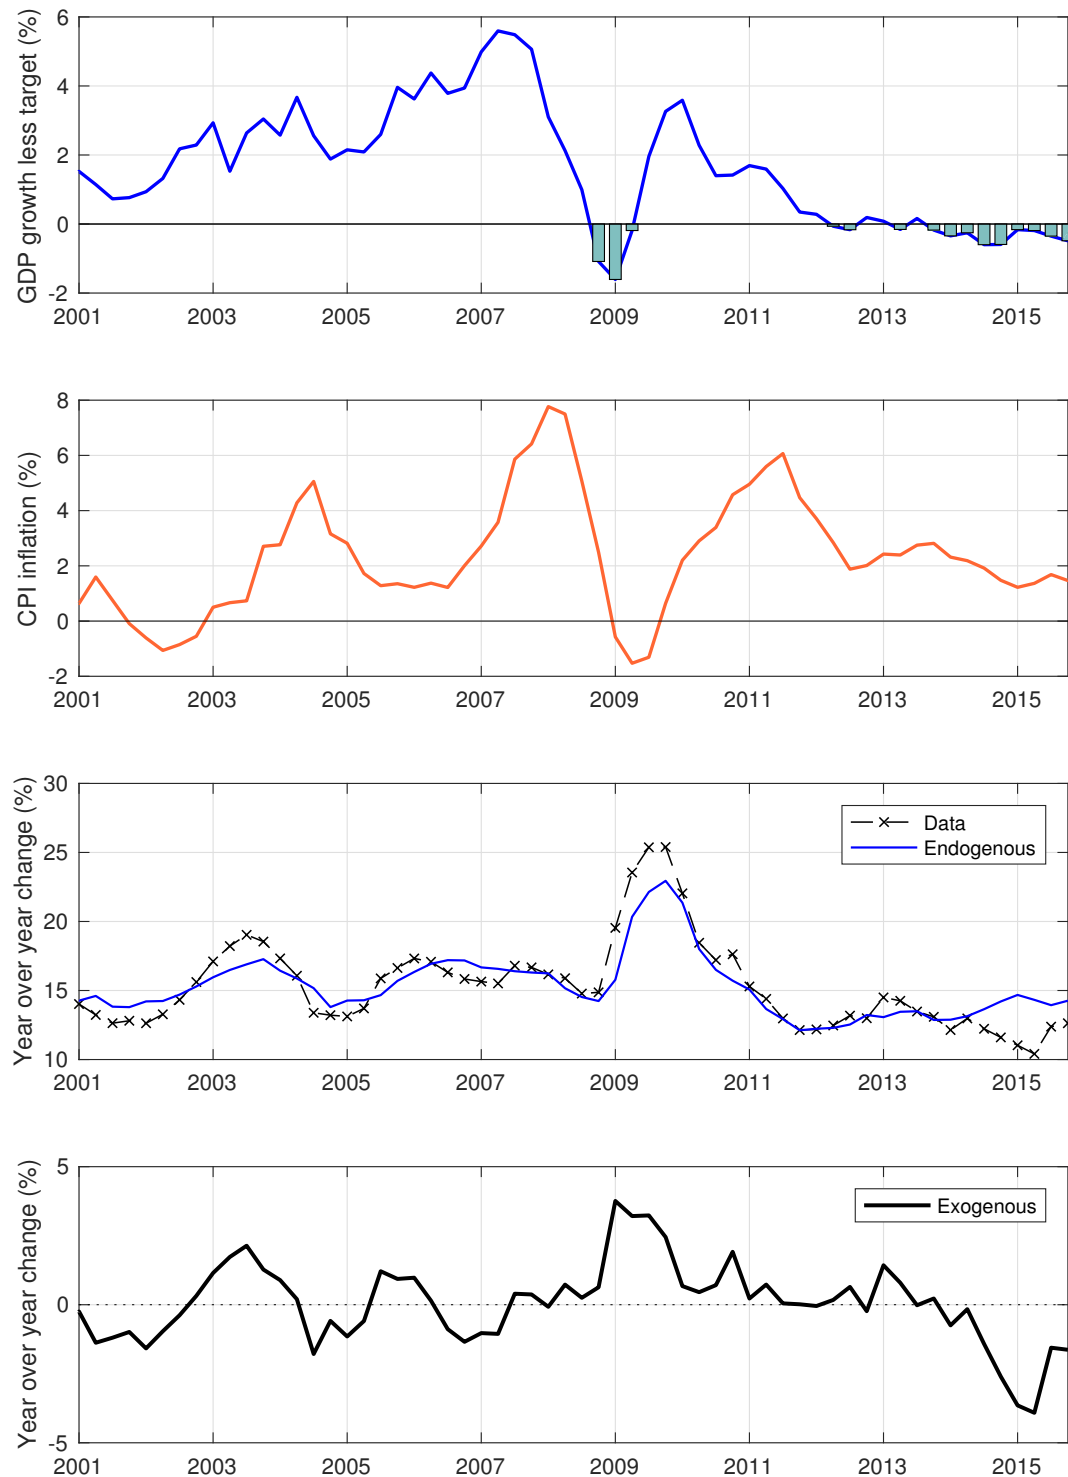 GDP growth less target (%)
6
4
2
0
-2
2001 2003 2005 2007 2009 2011 2013 2015
CPI inflation (%)
8
6
4
2
0
-2
2001 2003 2005 2007 2009 2011 2013 2015
Year over year change (%)
30
25
20
15
10
Data
Endogenous
2001 2003 2005 2007 2009 2011 2013 2015
Year over year change (%)
5
0
-5
Exogenous
2001 2003 2005 2007 2009 2011 2013 2015